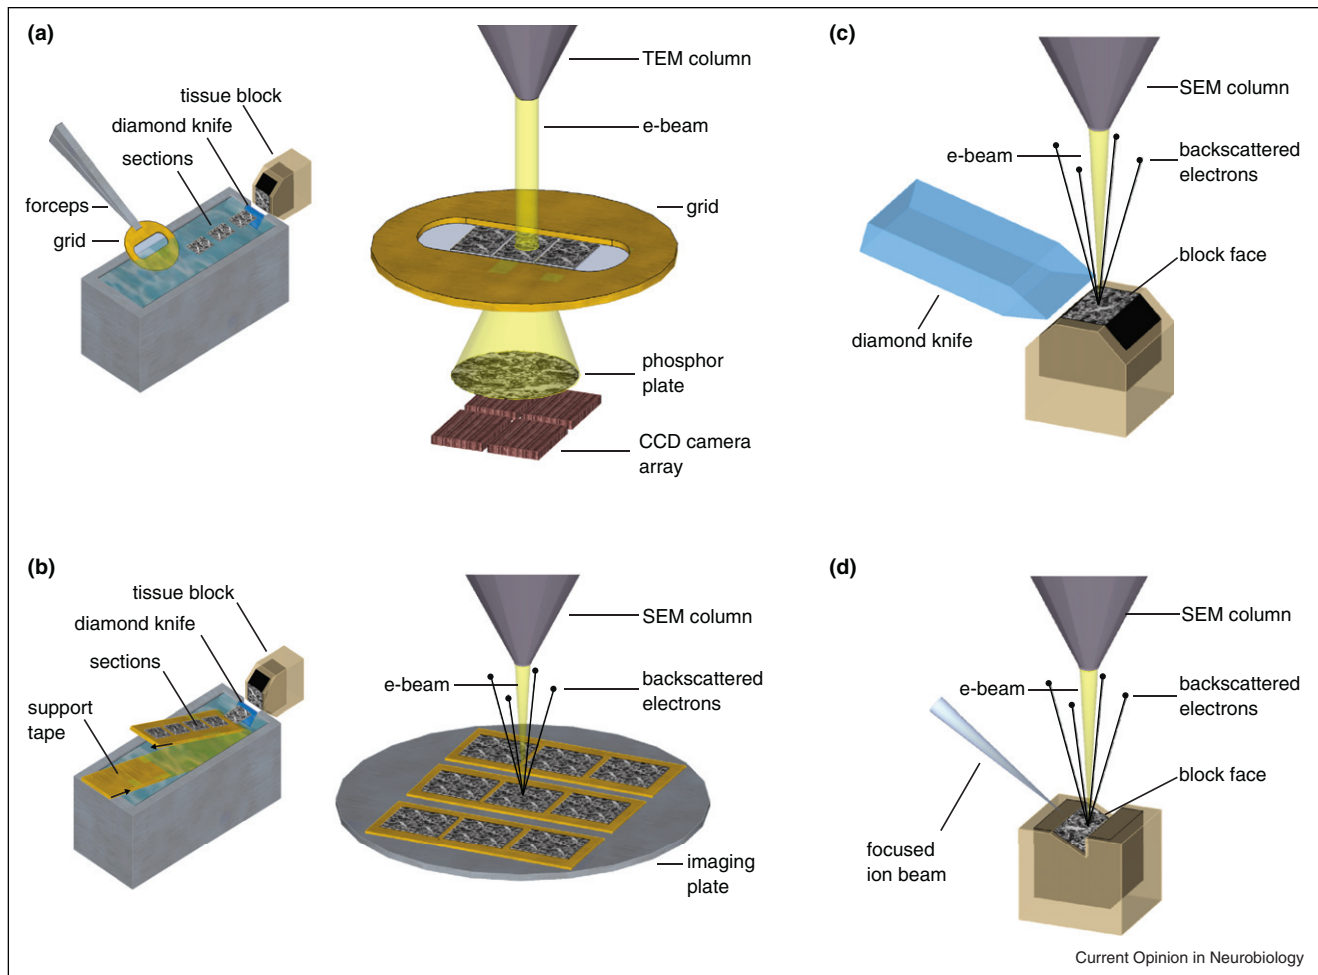 (a)
TEM column
tissue block
diamond knife
e-beam
sections
forceps
grid
grid
phosphor
plate
CCD camera
array
(c)
SEM column
e-beam
backscattered
electrons
block face
diamond knife
(b)
tissue block
diamond knife
SEM column
sections
e-beam
backscattered
electrons
support
tape
imaging
plate
(d)
SEM column
e-beam
backscattered
electrons
block face
focused
ion beam
Current Opinion in Neurobiology